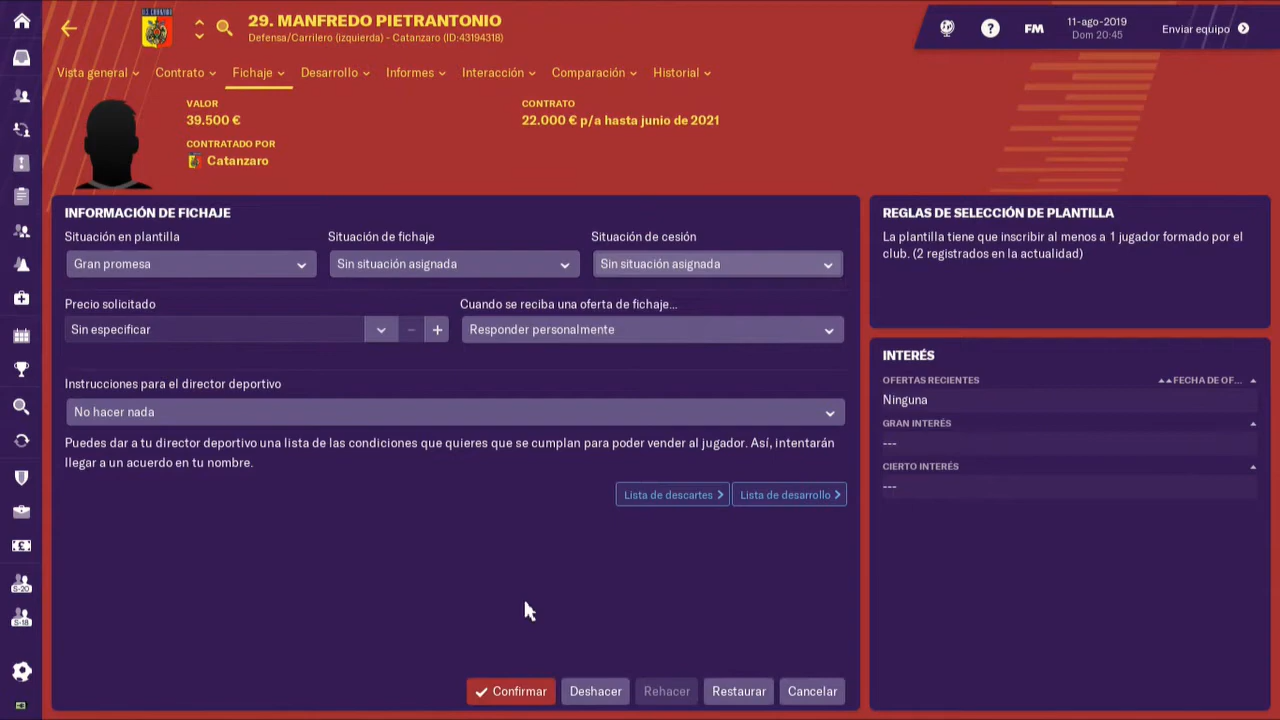 29. MANFREDO PIETRANTONIO
Defensa/Carrilero (izquierda) - Catanzaro (ID:43194318)
FM
11-ago-2019
Dom 20:45
Enviar equipo
Vista general
Contrato
Fichaje
Desarrollo
Informes
Interacción
Comparación
Historial
VALOR
39.500 €
CONTRATO
22.000 € p/a hasta junio de 2021
CONTRATADO POR
Catanzaro
INFORMACIÓN DE FICHAJE
Situación en plantilla
Situación de fichaje
Situación de cesión
Gran promesa
Sin situación asignada
Sin situación asignada
Precio solicitado
Cuando se reciba una oferta de fichaje...
Sin especificar
Responder personalmente
Instrucciones para el director deportivo
No hacer nada
Puedes dar a tu director deportivo una lista de las condiciones que quieres que se cumplan para poder vender al jugador. Así, intentarán
llegar a un acuerdo en tu nombre.
Lista de descartes
Lista de desarrollo
Confirmar
Deshacer
Rehacer
Restaurar
Cancelar
REGLAS DE SELECCIÓN DE PLANTILLA
La plantilla tiene que inscribir al menos a 1 jugador formado por el
club. (2 registrados en la actualidad)
INTERÉS
OFERTAS RECIENTES
FECHA DE OF...
Ninguna
GRAN INTERÉS
---
CIERTO INTERÉS
---
S-20
S-18